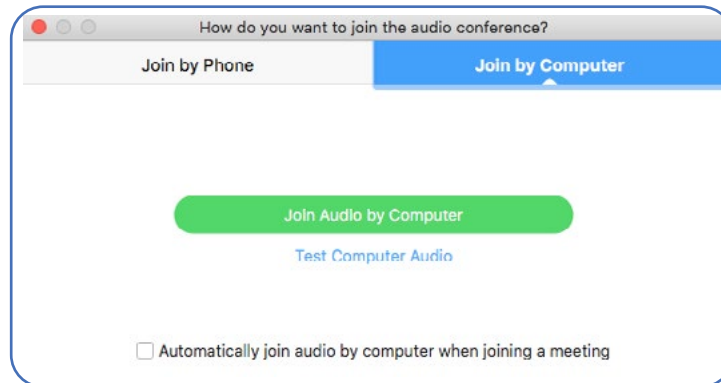 How do you want to join the audio conference?
Join by Phone
Join by Computer
Join Audio by Computer
Test Computer Audio
Automatically join audio by computer when joining a meeting